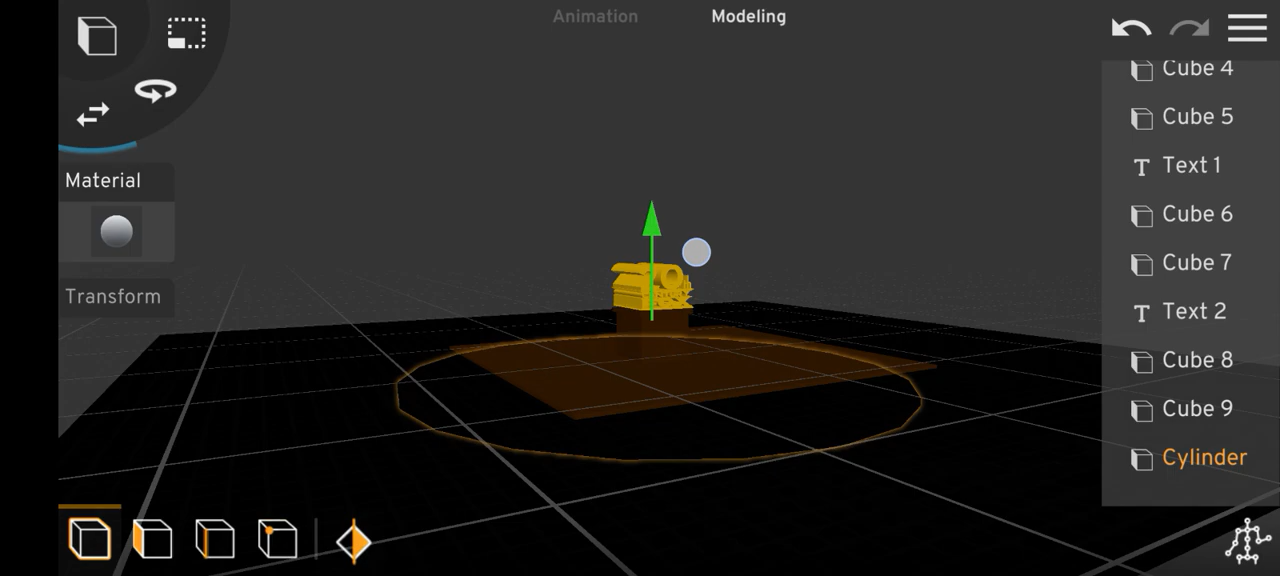 Animation
Modeling
Material
Transform
Cube 4
Cube 5
T Text 1
Cube 6
Cube 7
T Text 2
Cube 8
Cube 9
Cylinder